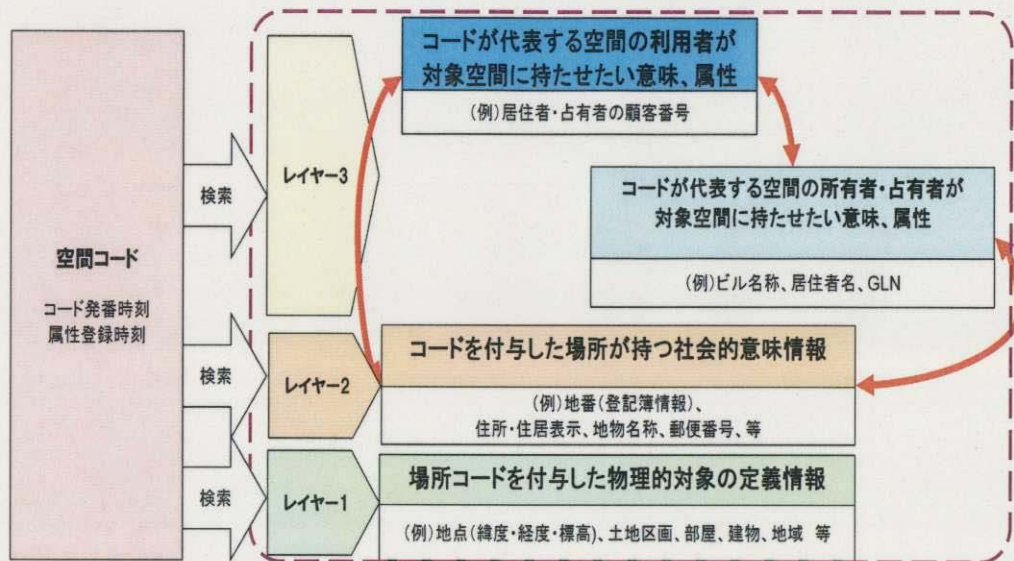 空間コード
コード発番時刻
属性登録時刻
検索
検索
検索
レイヤー3
レイヤー2
レイヤー1
コードが代表する空間の利用者が
対象空間に持たせたい意味、属性
(例)居住者・占有者の顧客番号
コードが代表する空間の所有者・占有者が
対象空間に持たせたい意味、属性
(例)ビル名称、居住者名、GLN
コードを付与した場所が持つ社会的意味情報
(例)地番(登記簿情報)、
住所・住居表示、地物名称、郵便番号、等
場所コードを付与した物理的対象の定義情報
(例)地点(緯度・経度・標高)、土地区画、部屋、建物、地域 等